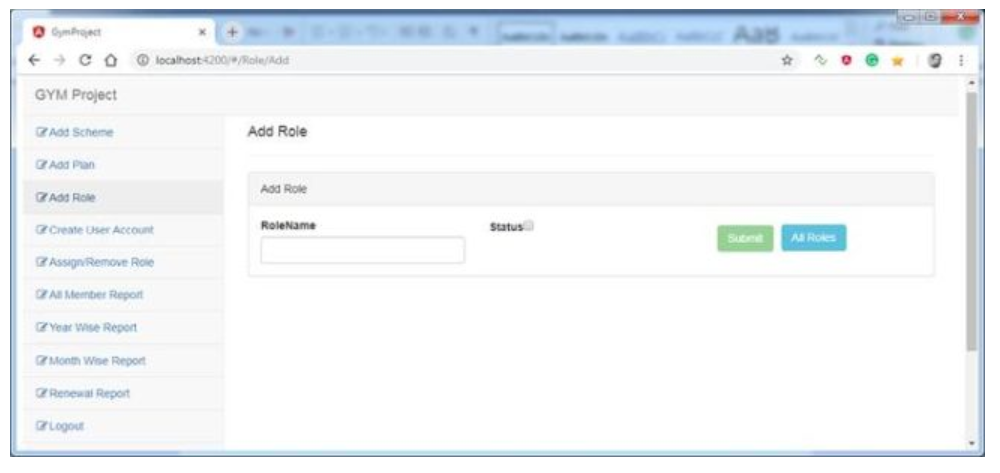 GymProject
localhost:4200/#/Role/Add
GYM Project
Add Scheme
Add Plan
Add Role
Create User Account
Assign/Remove Role
All Member Report
Year Wise Report
Month Wise Report
Renewal Report
Logout
Add Role
Add Role
RoleName
Status
Submit
All Roles